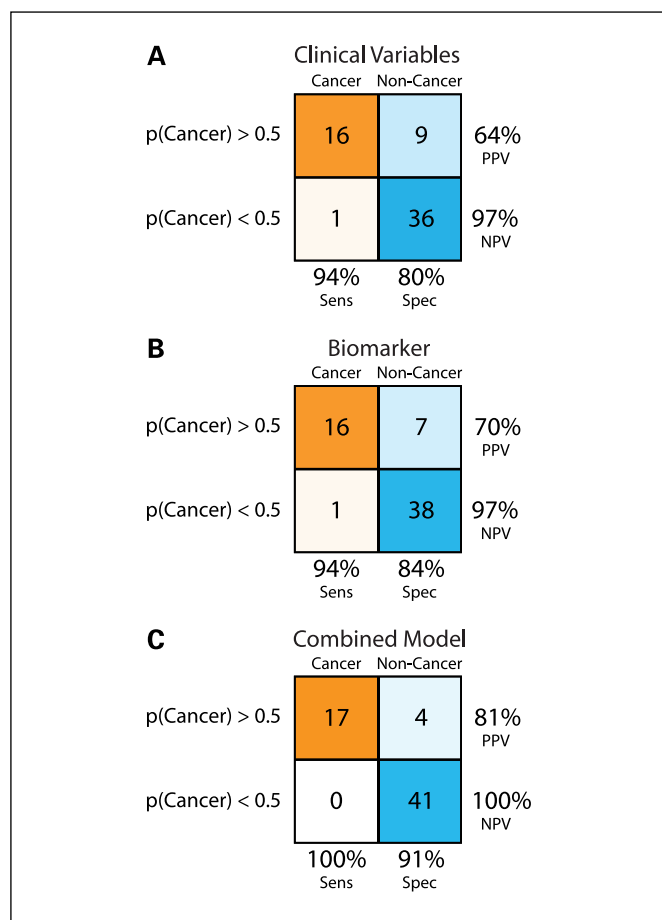 A
Clinical Variables
Cancer Non-Cancer
p(Cancer) > 0.5 16 9 64%
PPV
p(Cancer) < 0.5 1 36 97%
NPV
94% 80%
Sens Spec
B
Biomarker
Cancer Non-Cancer
p(Cancer) > 0.5 16 7 70%
PPV
p(Cancer) < 0.5 1 38 97%
NPV
94% 84%
Sens Spec
C
Combined Model
Cancer Non-Cancer
p(Cancer) > 0.5 17 4 81%
PPV
p(Cancer) < 0.5 0 41 100%
NPV
100% 91%
Sens Spec